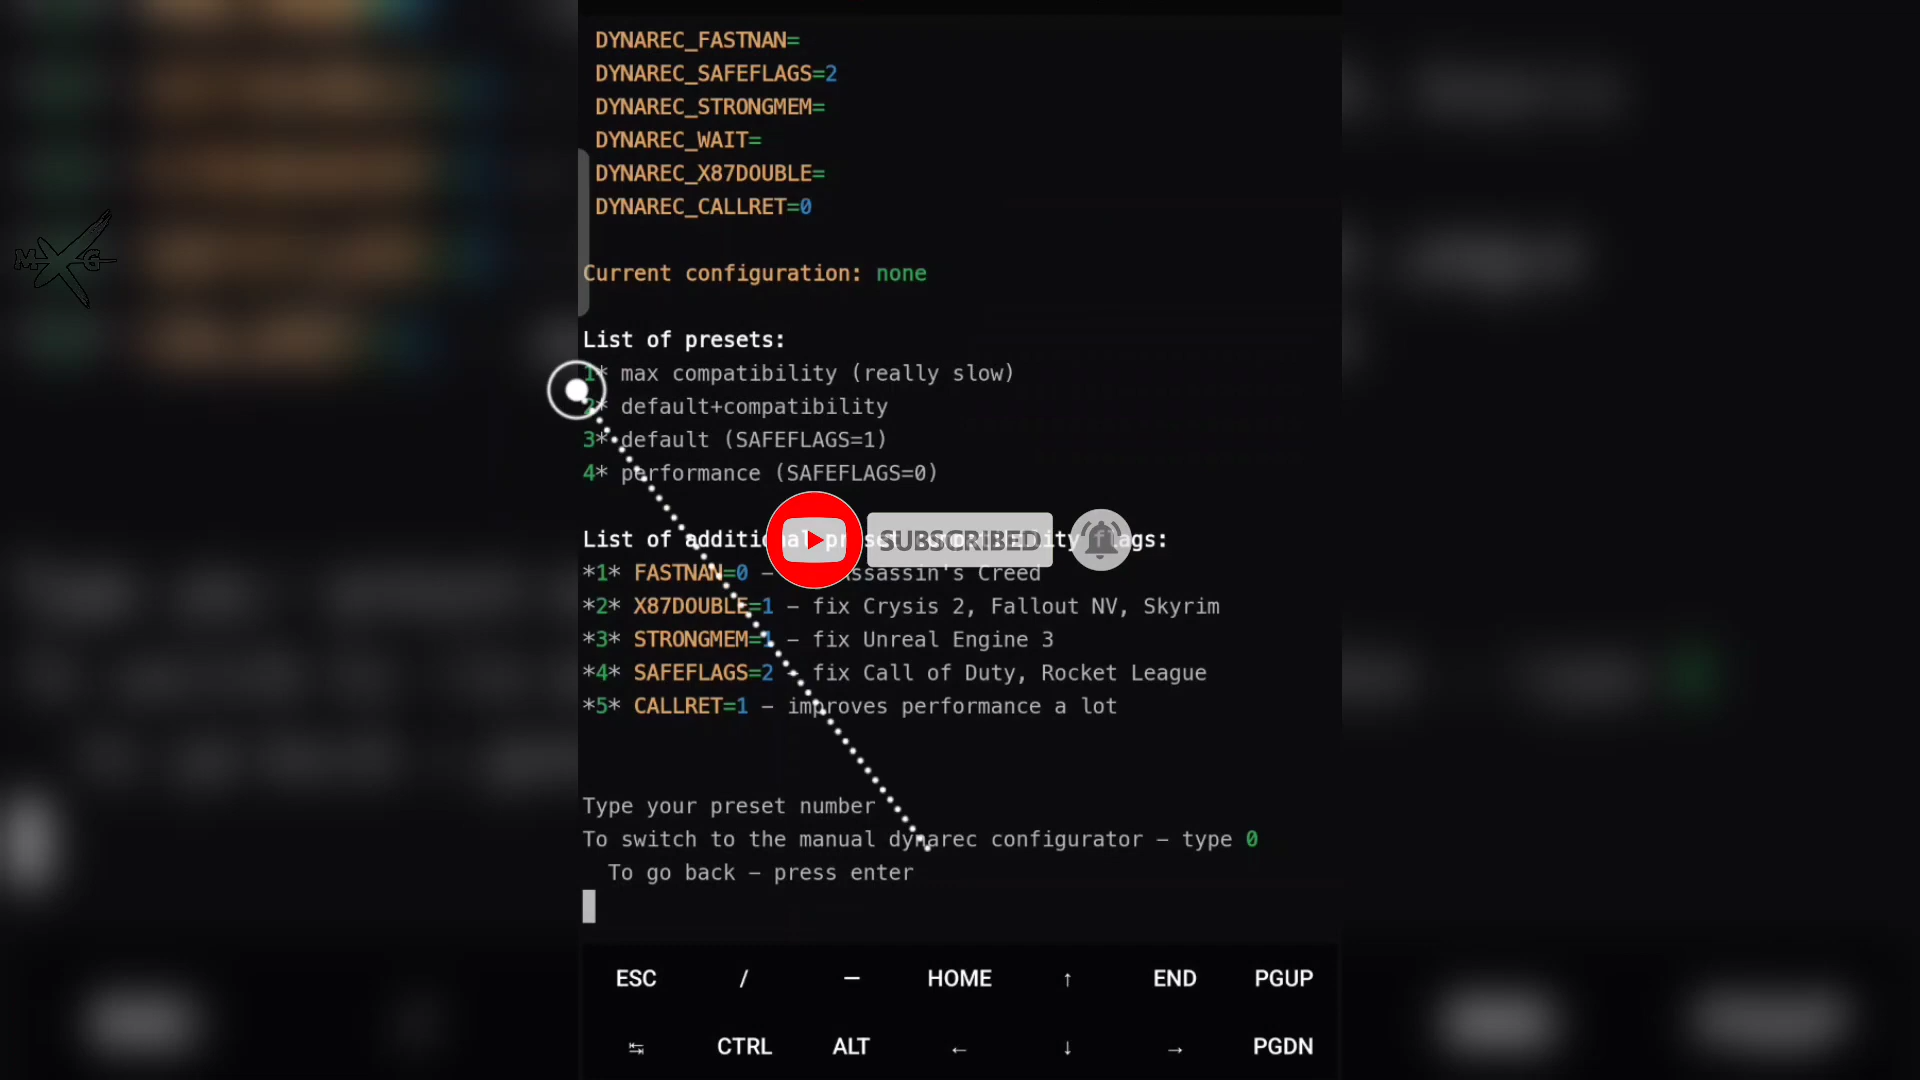 DYNAREC_FASTNAN=
DYNAREC_SAFEFLAGS=2
DYNAREC_STRONGMEM=
DYNAREC_WAIT=
DYNAREC_X87DOUBLE=
DYNAREC_CALLRET=0
M G
Current configuration: none
List of presets:
1* max compatibility (really slow)
2* default+compatibility
3* default (SAFEFLAGS=1)
4* performance (SAFEFLAGS=0)
List of flags:
SUBSCRIBED
*1* FASTNAN=0 – Assassin's Creed
*2* X87DOUBLE=1 – fix Crysis 2, Fallout NV, Skyrim
*3* STRONGMEM=1 – fix Unreal Engine 3
*4* SAFEFLAGS=2 – fix Call of Duty, Rocket League
*5* CALLRET=1 – improves performance a lot
Type your preset number
To switch to the manual dynarec configurator – type 0
To go back – press enter
ESC / — HOME ↑ END PGUP
↹ CTRL ALT ← ↓ → PGDN